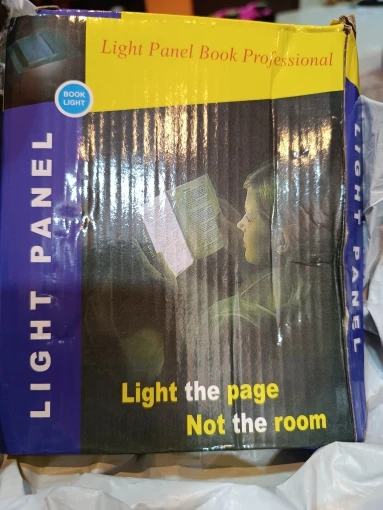 Light Panel Book Professional
BOOK
LIGHT
LIGHT PANEL
LIGHT PANEL
Light the page
Not the room